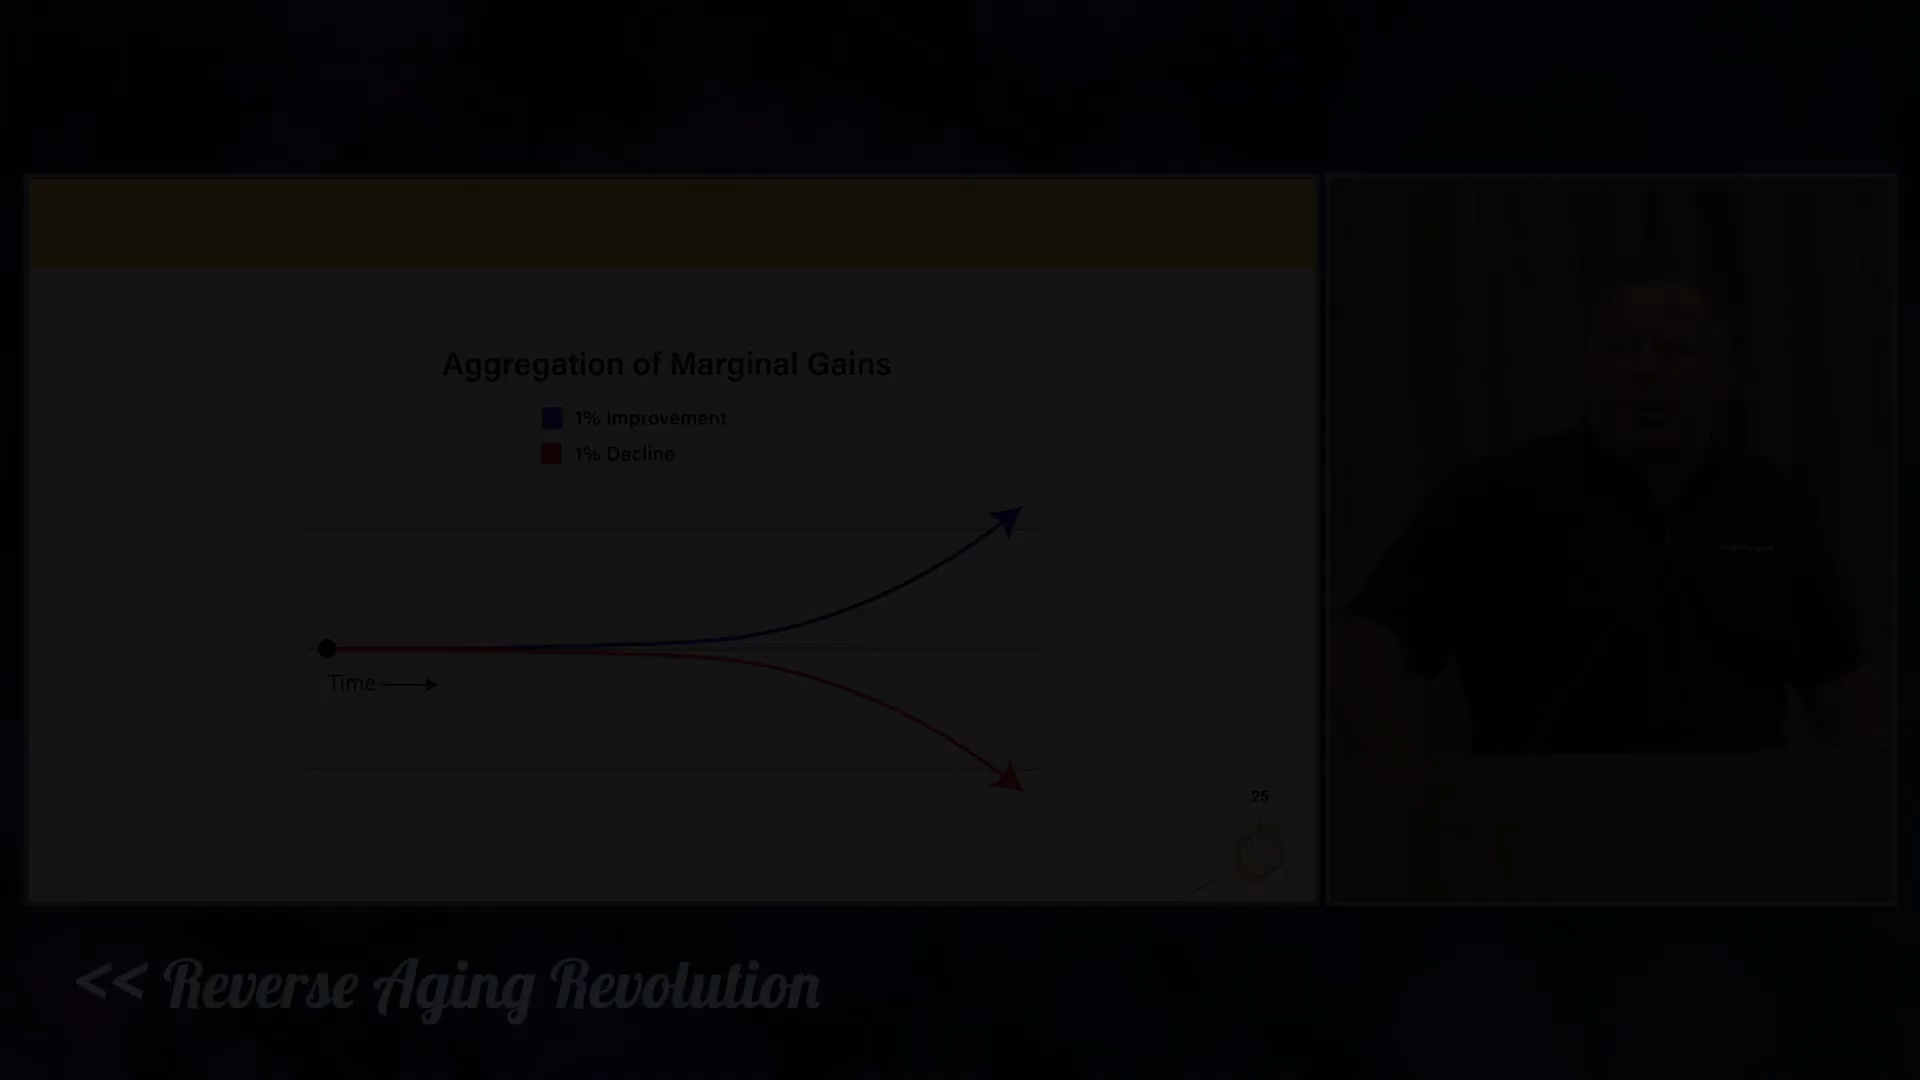 Aggregation of Marginal Gains
1% Improvement
1% Decline
Time
25
<< Reverse Aging Revolution